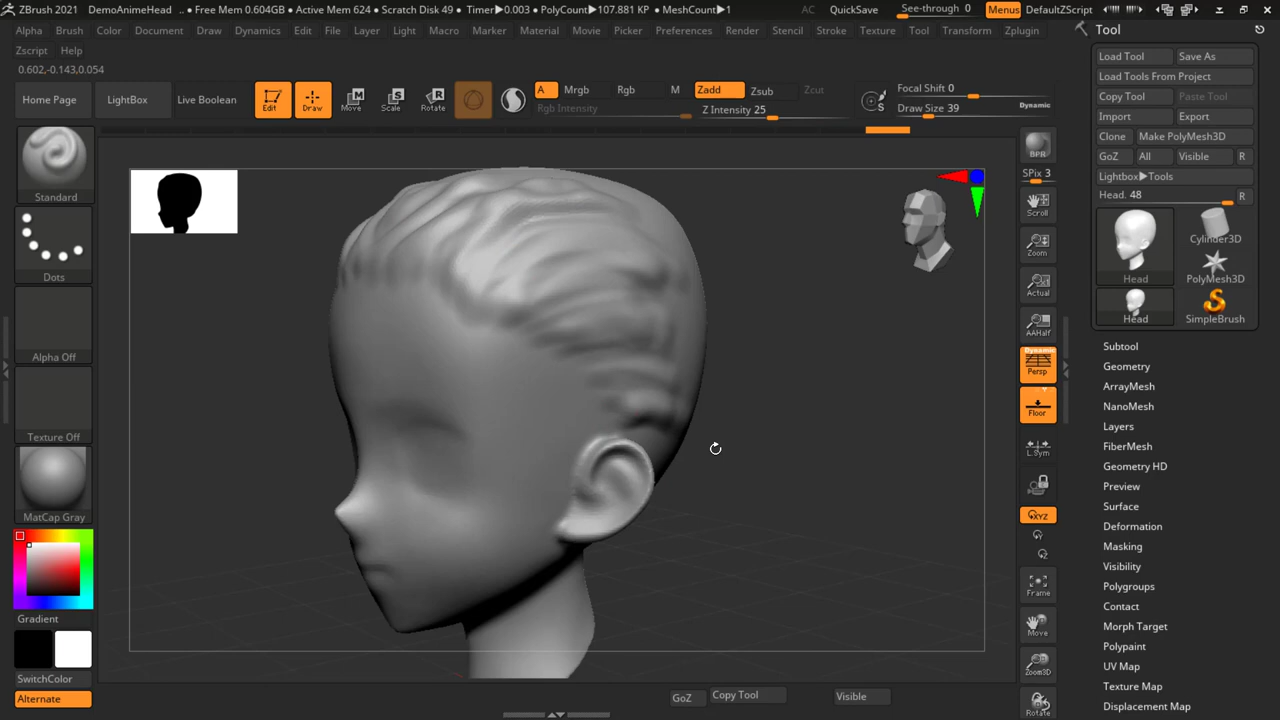 ZBrush 2021 DemoAnimeHead .. ● Free Mem 0.604GB ● Active Mem 624 ● Scratch Disk 49 ● Timer▶0.003 ● PolyCount▶107.881 KP ● MeshCount▶1 AC QuickSave See-through 0 Menus DefaultZScript
Alpha Brush Color Document Draw Dynamics Edit File Layer Light Macro Marker Material Movie Picker Preferences Render Stencil Stroke Texture Tool Transform Zplugin
Zscript Help
0.602,-0.143,0.054
Home Page LightBox Live Boolean Edit Draw Move Scale Rotate
A Mrgb Rgb M Zadd Zsub Zcut
Rgb Intensity Z Intensity 25
Focal Shift 0
Draw Size 39 Dynamic
Standard
Dots
Alpha Off
Texture Off
MatCap Gray
Gradient
SwitchColor
Alternate
BPR
SPix 3
Scroll
Zoom
Actual
AAHalf
Dynamic
Persp
Floor
L.Sym
XYZ
Frame
Move
Zoom3D
Rotate
GoZ Copy Tool Visible
Tool
Load Tool Save As
Load Tools From Project
Copy Tool Paste Tool
Import Export
Clone Make PolyMesh3D
GoZ All Visible R
Lightbox▶Tools
Head. 48 R
Head Cylinder3D
PolyMesh3D
Head SimpleBrush
Subtool
Geometry
ArrayMesh
NanoMesh
Layers
FiberMesh
Geometry HD
Preview
Surface
Deformation
Masking
Visibility
Polygroups
Contact
Morph Target
Polypaint
UV Map
Texture Map
Displacement Map